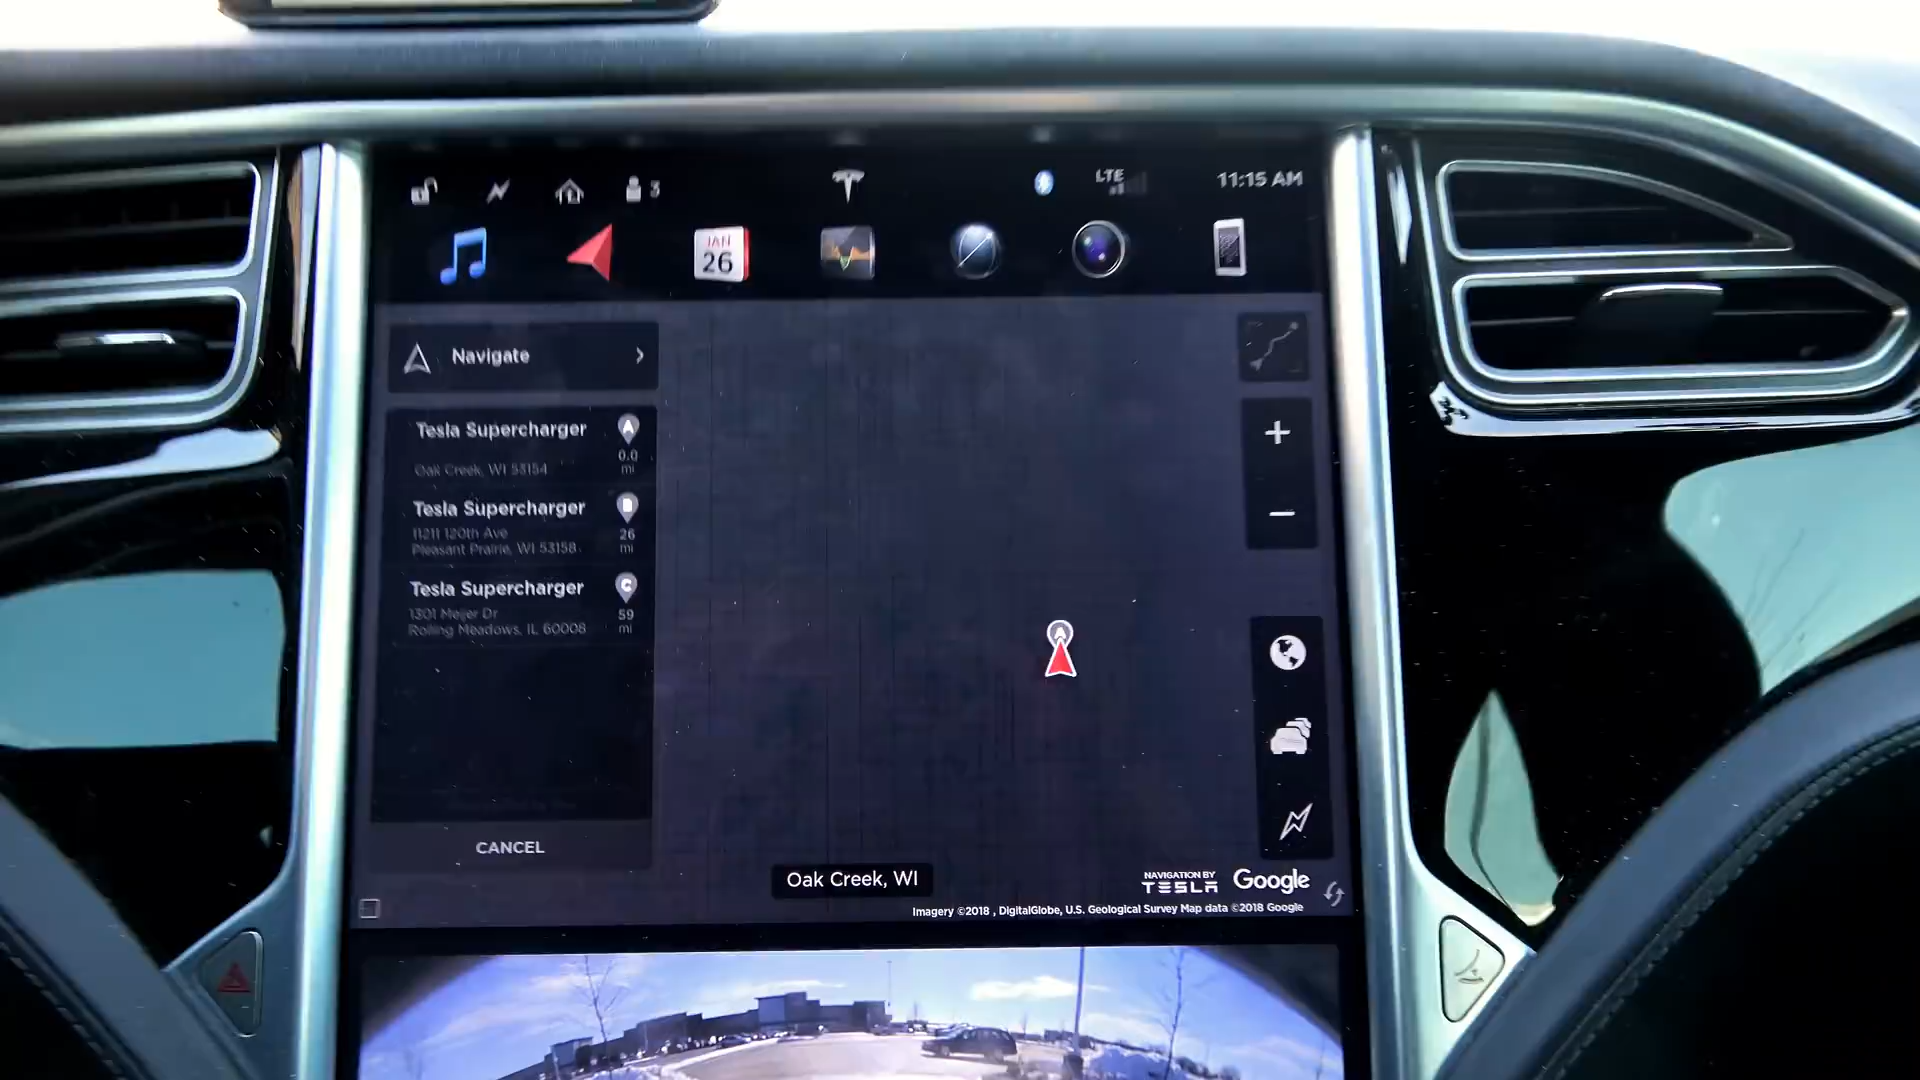 3
LTE
11:15 AM
JAN
26
Navigate
Tesla Supercharger
A
0.0
mi
Oak Creek, WI 53154
Tesla Supercharger
B
11211 120th Ave
26
Pleasant Prairie, WI 53158
mi
Tesla Supercharger
C
1301 Meijer Dr
59
Rolling Meadows, IL 60008
mi
A
CANCEL
Oak Creek, WI
NAVIGATION BY
TESLA
Google
Imagery ©2018 , DigitalGlobe, U.S. Geological Survey Map data ©2018 Google